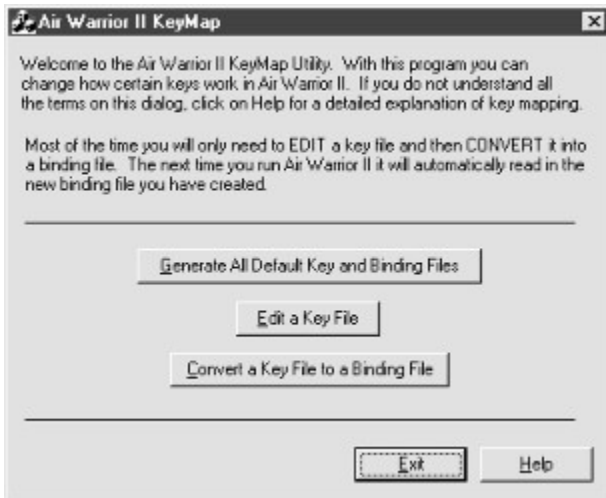 Air Warrior II KeyMap
Welcome to the Air Warrior II KeyMap Utility. With this program you can
change how certain keys work in Air Warrior II. If you do not understand all
the terms on this dialog, click on Help for a detailed explanation of key mapping.
Most of the time you will only need to EDIT a key file and then CONVERT it into
a binding file. The next time you run Air Warrior II it will automatically read in the
new binding file you have created.
Generate All Default Key and Binding Files
Edit a Key File
Convert a Key File to a Binding File
Exit
Help